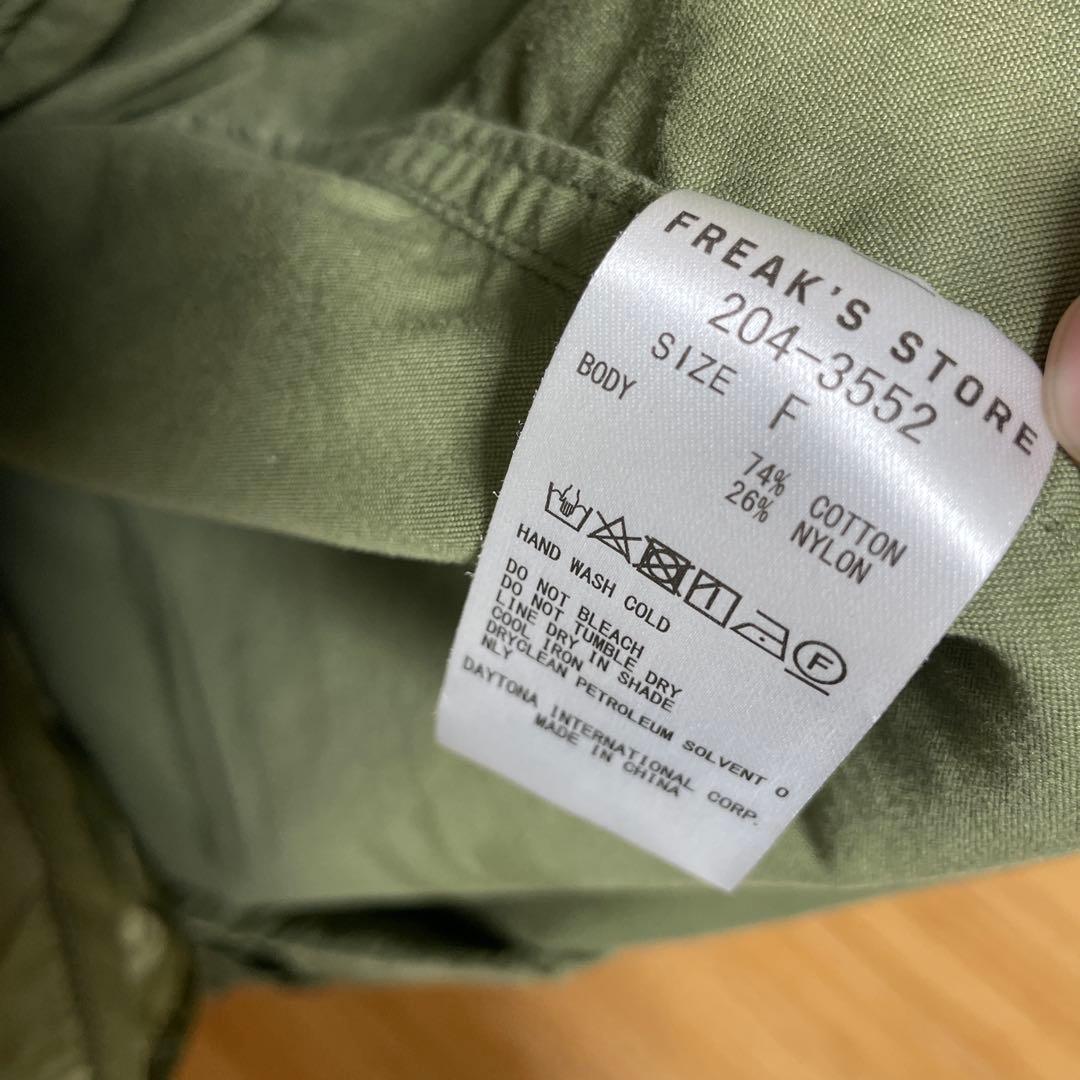 FREAK'S STORE
204-3552
SIZE F
BODY
74% COTTON
26% NYLON
F
HAND WASH COLD
DO NOT BLEACH
DO NOT TUMBLE DRY
LINE DRY IN SHADE
COOL IRON
DRYCLEAN PETROLEUM SOLVENT O
NLY
DAYTONA INTERNATIONAL CORP.
MADE IN CHINA